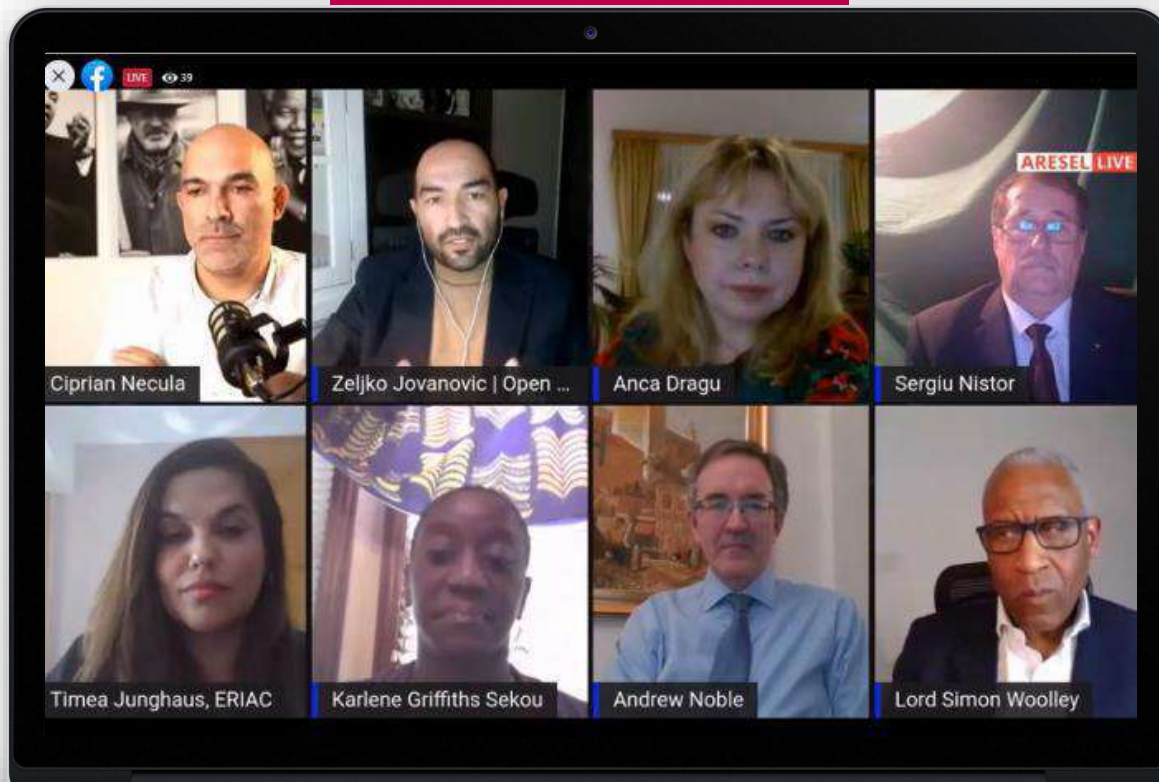 LIVE 39
ARESEL LIVE
Ciprian Necula
Zeljko Jovanovic | Open ...
Anca Dragu
Sergiu Nistor
Timea Junghaus, ERIAC
Karlene Griffiths Sekou
Andrew Noble
Lord Simon Woolley